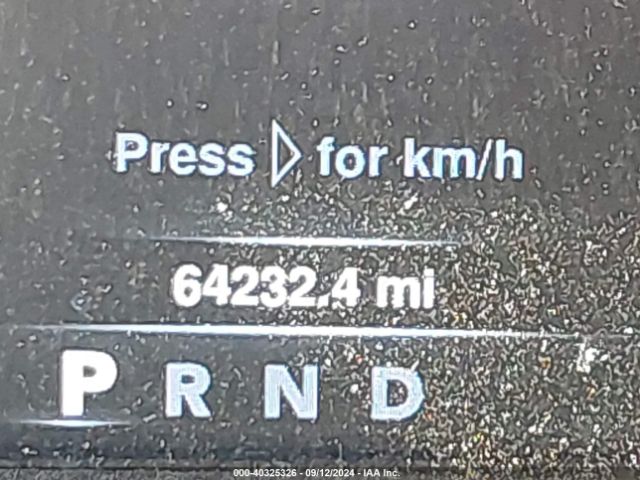 Press ▷ for km/h
64232.4 mi
P R N D
000-40325326 - 09/12/2024 - IAA Inc.